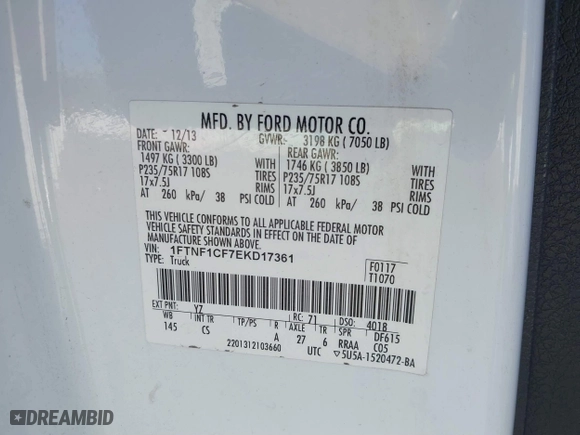 MFD. BY FORD MOTOR CO.
DATE: 12/13 GVWR: 3198 KG ( 7050 LB)
FRONT GAWR: REAR GAWR:
1497 KG ( 3300 LB) WITH 1746 KG ( 3850 LB) WITH
P235/75R17 108S TIRES P235/75R17 108S TIRES
17x7.5J RIMS 17x7.5J RIMS
AT 260 kPa/ 38 PSI COLD AT 260 kPa/ 38 PSI COLD
THIS VEHICLE CONFORMS TO ALL APPLICABLE FEDERAL MOTOR
VEHICLE SAFETY STANDARDS IN EFFECT ON THE DATE OF
MANUFACTURE SHOWN ABOVE.
VIN: 1FTNF1CF7EKD17361 F0117
TYPE: Truck T1070
EXT PNT: YZ RC: 71 DSO: 4018
WB INT TR TP/PS R AXLE TR SPR DF615
145 CS A 27 6 RRAA C05
2201312103660 UTC ▽5U5A-1520472-BA
DREAMBID